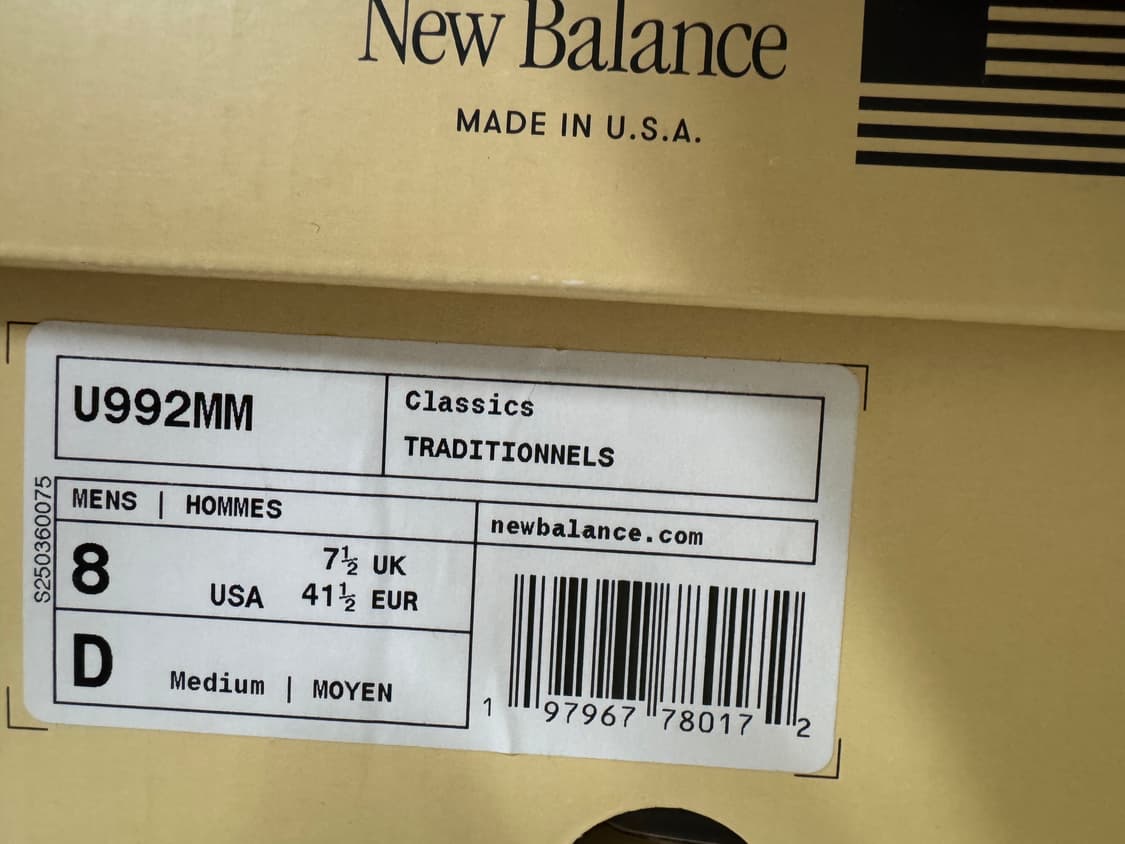 New Balance
MADE IN U.S.A.
U992MM
Classics
TRADITIONNELS
S250360075
MENS | HOMMES
newbalance.com
8
7½ UK
USA 41½ EUR
D
Medium | MOYEN
1 97967 78017 2